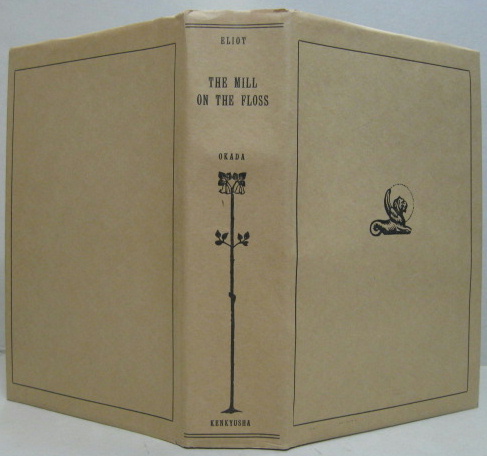 ELIOT
THE MILL
ON THE FLOSS
OKADA
KENKYUSHA